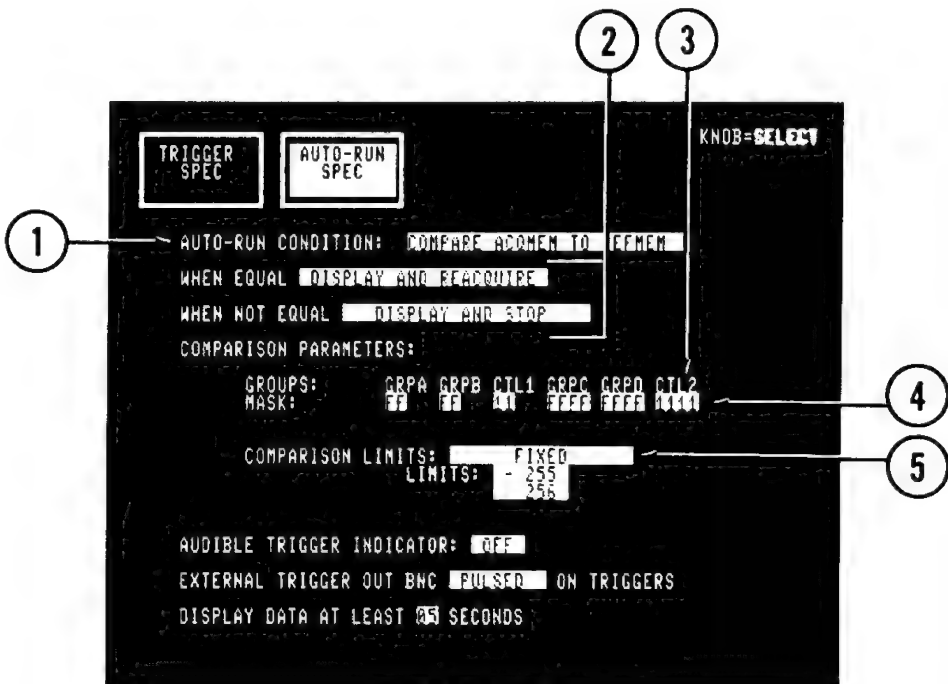 2 3
KNOB=SELECT
TRIGGER SPEC
AUTO-RUN SPEC
1
AUTO-RUN CONDITION: COMPARE ACQMEM TO
WHEN EQUAL DISPLAY AND REACQUIRE
WHEN NOT EQUAL DISPLAY AND STOP
COMPARISON PARAMETERS:
GROUPS: GRPA GRPB CTL1 GRPC GRPD CTL2
MASK: FF FF FFFF FFFF
4
COMPARISON LIMITS: FIXED
5
LIMITS: - 255
256
AUDIBLE TRIGGER INDICATOR: OFF
EXTERNAL TRIGGER OUT BNC PULSED ON TRIGGERS
DISPLAY DATA AT LEAST 05 SECONDS